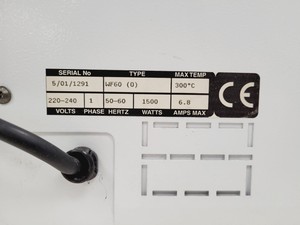 SERIAL No TYPE MAX TEMP
5/01/1291 WF60 (0) 300°C
220-240 1 50-60 1500 6.8
VOLTS PHASE HERTZ WATTS AMPS MAX
CE